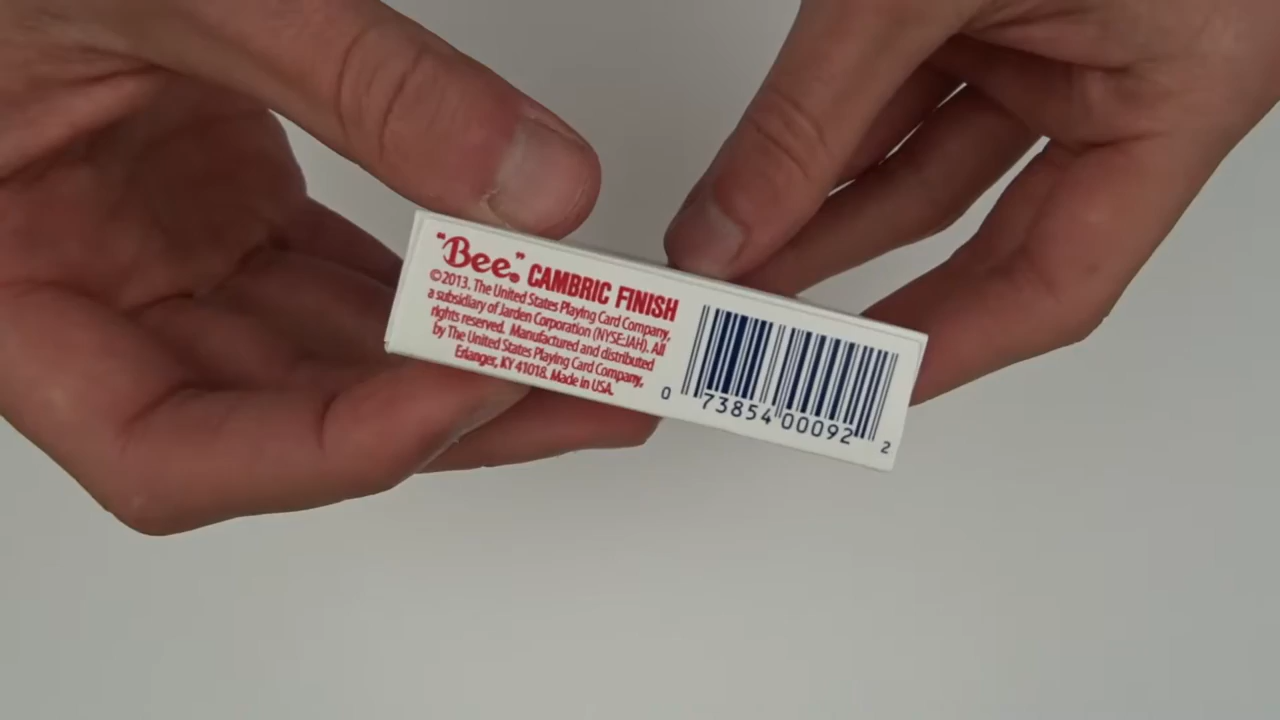 "Bee." CAMBRIC FINISH
©2013. The United States Playing Card Company,
a subsidiary of Jarden Corporation (NYSE:JAH). All
rights reserved. Manufactured and distributed
by The United States Playing Card Company,
Erlanger, KY 41018. Made in USA.
0 73854 00092 2